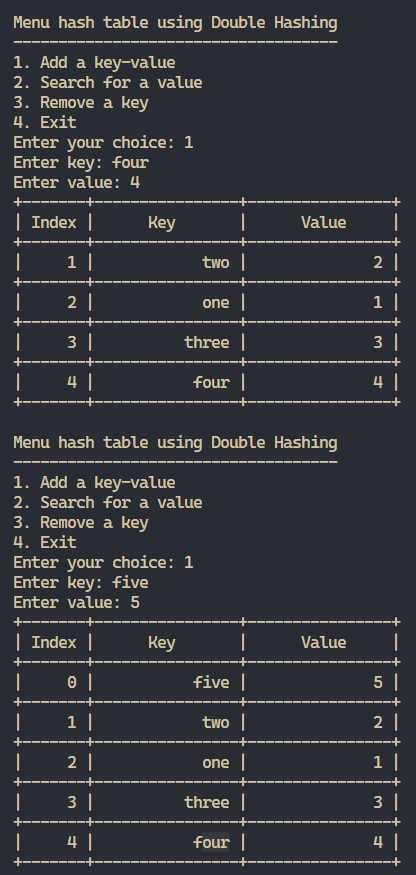 Menu hash table using Double Hashing
------------------------------------
1. Add a key-value
2. Search for a value
3. Remove a key
4. Exit
Enter your choice: 1
Enter key: four
Enter value: 4
+-------+----------------+----------------+
| Index |      Key       |      Value     |
+-------+----------------+----------------+
|     1 |            two |              2 |
+-------+----------------+----------------+
|     2 |            one |              1 |
+-------+----------------+----------------+
|     3 |          three |              3 |
+-------+----------------+----------------+
|     4 |           four |              4 |
+-------+----------------+----------------+
Menu hash table using Double Hashing
------------------------------------
1. Add a key-value
2. Search for a value
3. Remove a key
4. Exit
Enter your choice: 1
Enter key: five
Enter value: 5
+-------+----------------+----------------+
| Index |      Key       |      Value     |
+-------+----------------+----------------+
|     0 |           five |              5 |
+-------+----------------+----------------+
|     1 |            two |              2 |
+-------+----------------+----------------+
|     2 |            one |              1 |
+-------+----------------+----------------+
|     3 |          three |              3 |
+-------+----------------+----------------+
|     4 |           four |              4 |
+-------+----------------+----------------+